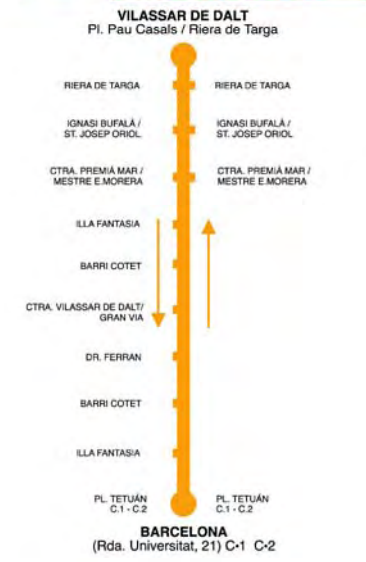 VILASSAR DE DALT
Pl. Pau Casals / Riera de Targa
RIERA DE TARGA
RIERA DE TARGA
IGNASI BUFALÀ /
ST. JOSEP ORIOL
IGNASI BUFALÀ /
ST. JOSEP ORIOL
CTRA. PREMIÀ MAR /
MESTRE E.MORERA
CTRA. PREMIÀ MAR /
MESTRE E.MORERA
ILLA FANTASIA
BARRI COTET
CTRA. VILASSAR DE DALT/
GRAN VIA
DR. FERRAN
BARRI COTET
ILLA FANTASIA
PL. TETUÁN
C.1 - C.2
PL. TETUÁN
C.1 - C.2
BARCELONA
(Rda. Universitat, 21) C·1 C·2